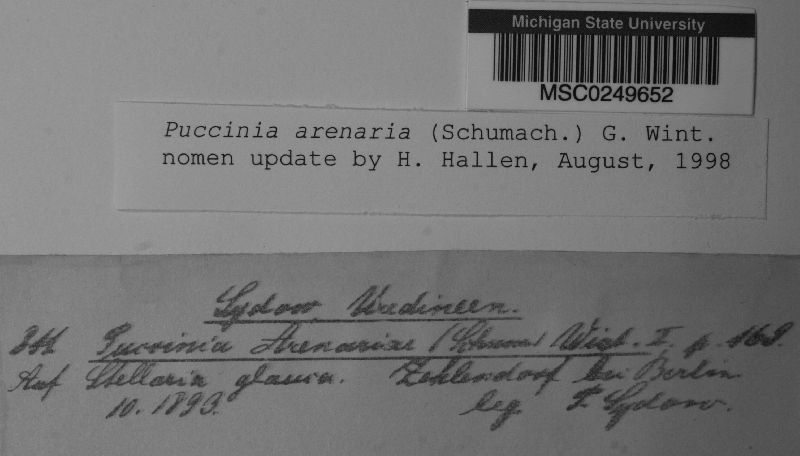 Michigan State University
MSC0249652
Puccinia arenaria (Schumach.) G. Wint.
nomen update by H. Hallen, August, 1998
Sydow Uredineen.
Puccinia Arenariae (Schum) I. p. 169.
Auf Stellaria glauca. Zehlendorf bei Berlin.
10. 1893. leg. Sydow.